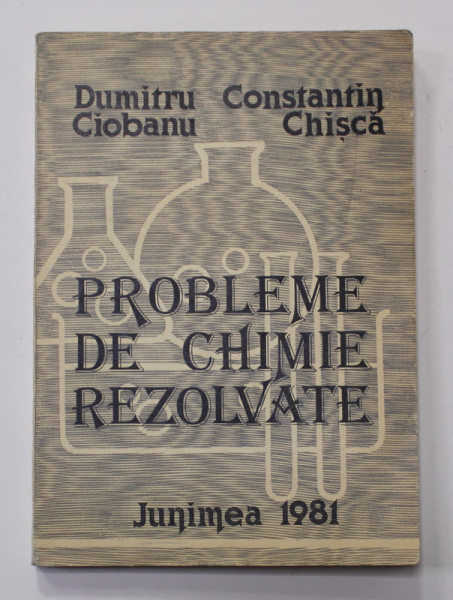 Dumitru Constantin
Ciobanu Chișcă
PROBLEME
DE CHIMIE
REZOLVATE
Junimea 1981